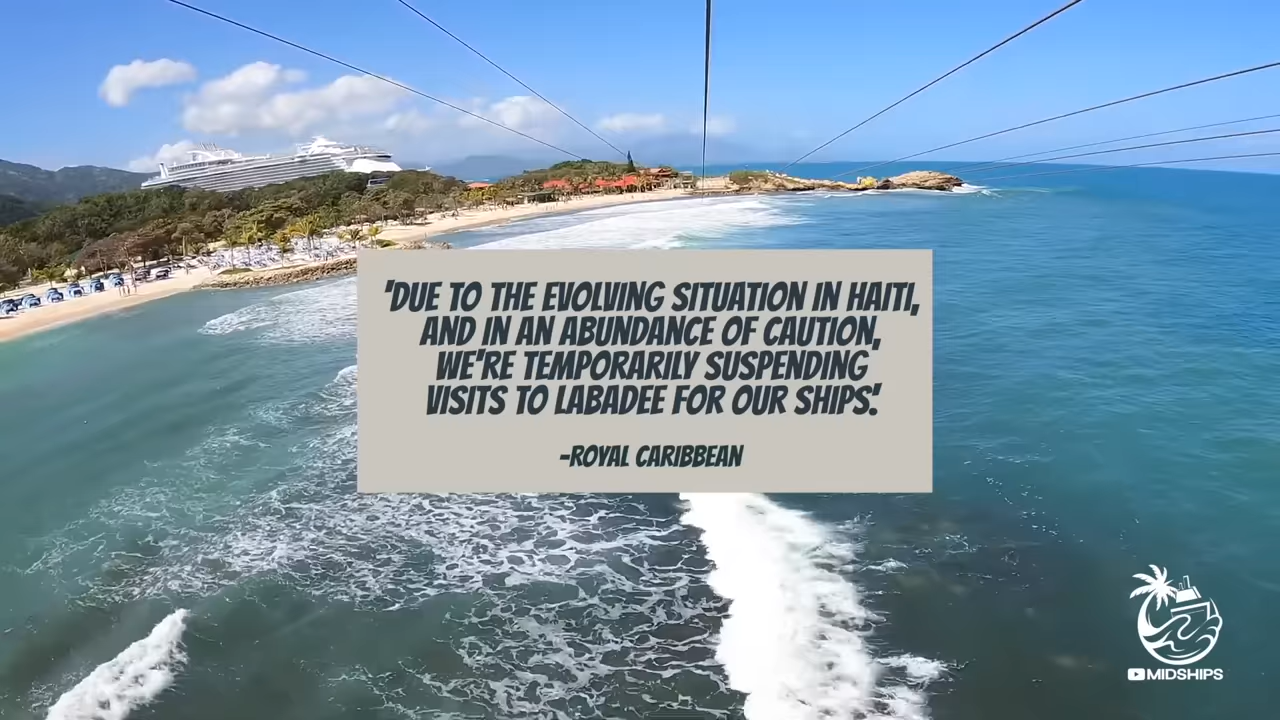 'DUE TO THE EVOLVING SITUATION IN HAITI,
AND IN AN ABUNDANCE OF CAUTION,
WE'RE TEMPORARILY SUSPENDING
VISITS TO LABADEE FOR OUR SHIPS.'
-ROYAL CARIBBEAN
MIDSHIPS